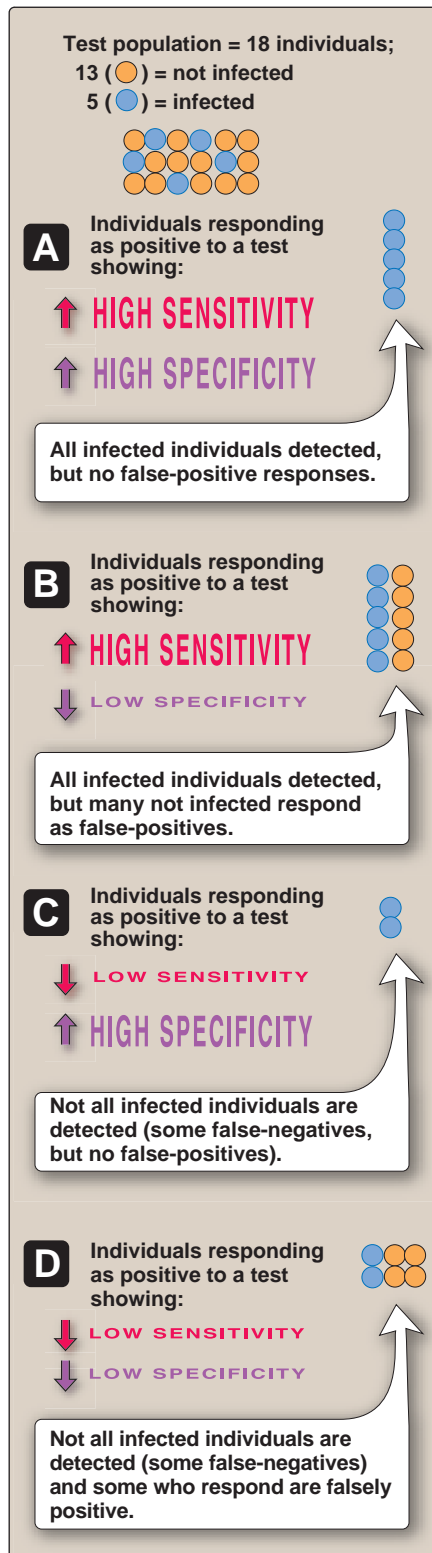 Test population = 18 individuals;
13 ( ) = not infected
5 ( ) = infected
A
Individuals responding
as positive to a test
showing:
HIGH SENSITIVITY
HIGH SPECIFICITY
All infected individuals detected,
but no false-positive responses.
B
Individuals responding
as positive to a test
showing:
HIGH SENSITIVITY
LOW SPECIFICITY
All infected individuals detected,
but many not infected respond
as false-positives.
C
Individuals responding
as positive to a test
showing:
LOW SENSITIVITY
HIGH SPECIFICITY
Not all infected individuals are
detected (some false-negatives,
but no false-positives).
D
Individuals responding
as positive to a test
showing:
LOW SENSITIVITY
LOW SPECIFICITY
Not all infected individuals are
detected (some false-negatives)
and some who respond are falsely
positive.